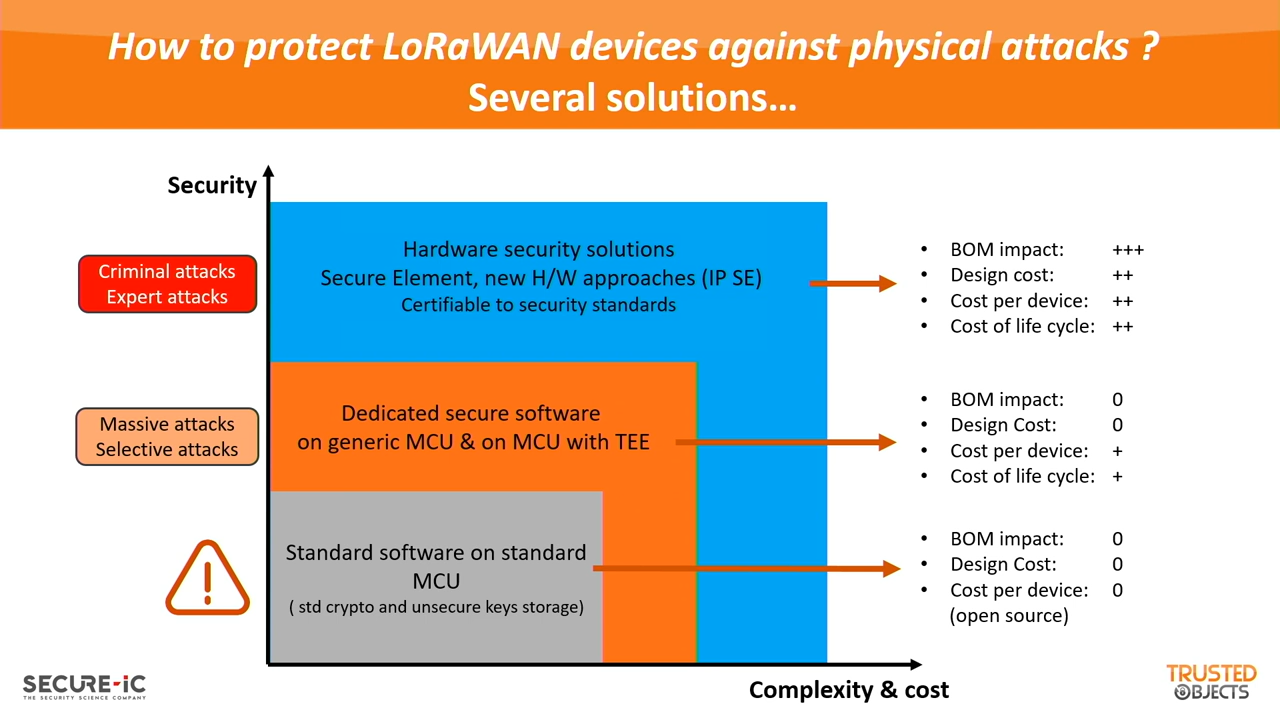 How to protect LoRaWAN devices against physical attacks ?
Several solutions...
Security
Criminal attacks
Expert attacks
Hardware security solutions
Secure Element, new H/W approaches (IP SE)
Certifiable to security standards
• BOM impact: +++
• Design cost: ++
• Cost per device: ++
• Cost of life cycle: ++
Massive attacks
Selective attacks
Dedicated secure software
on generic MCU & on MCU with TEE
• BOM impact: 0
• Design Cost: 0
• Cost per device: +
• Cost of life cycle: +
Standard software on standard
MCU
( std crypto and unsecure keys storage)
• BOM impact: 0
• Design Cost: 0
• Cost per device: 0
(open source)
Complexity & cost
SECURE-iC
THE SECURITY SCIENCE COMPANY
TRUSTED
OBJECTS